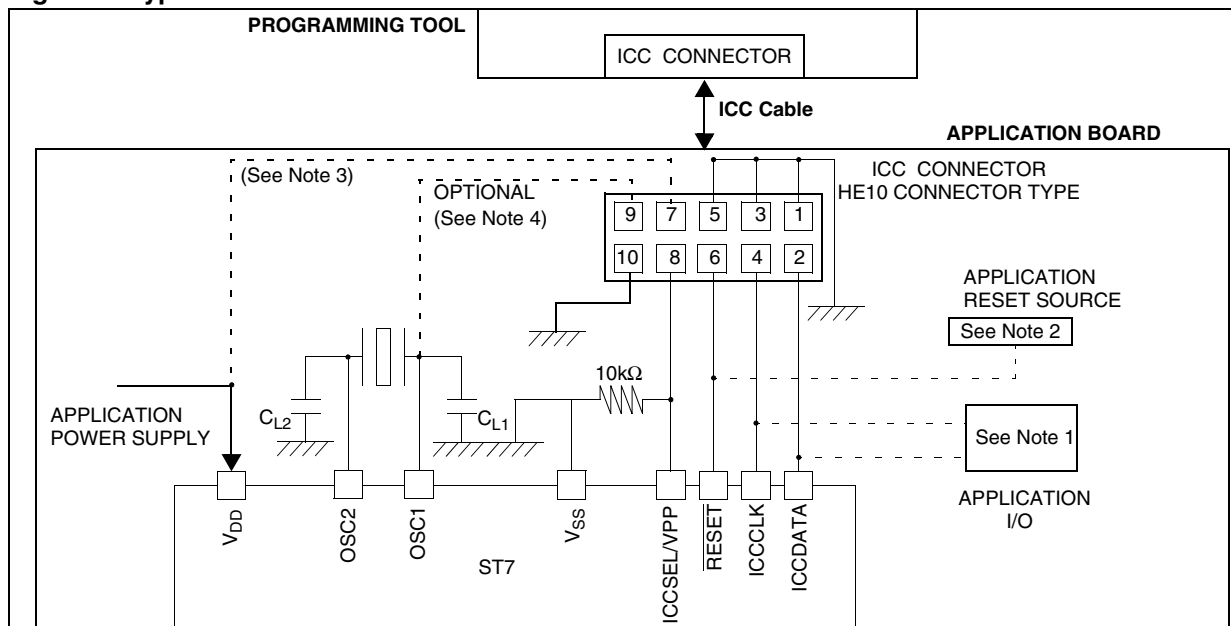 PROGRAMMING TOOL
ICC CONNECTOR
ICC Cable
APPLICATION BOARD
(See Note 3)
OPTIONAL
(See Note 4)
ICC CONNECTOR
HE10 CONNECTOR TYPE
9 7 5 3 1
10 8 6 4 2
APPLICATION
RESET SOURCE
See Note 2
10kΩ
APPLICATION
POWER SUPPLY
CL2
CL1
See Note 1
APPLICATION
I/O
VDD
OSC2
OSC1
VSS
ICCSEL/VPP
RESET
ICCCLK
ICCDATA
ST7